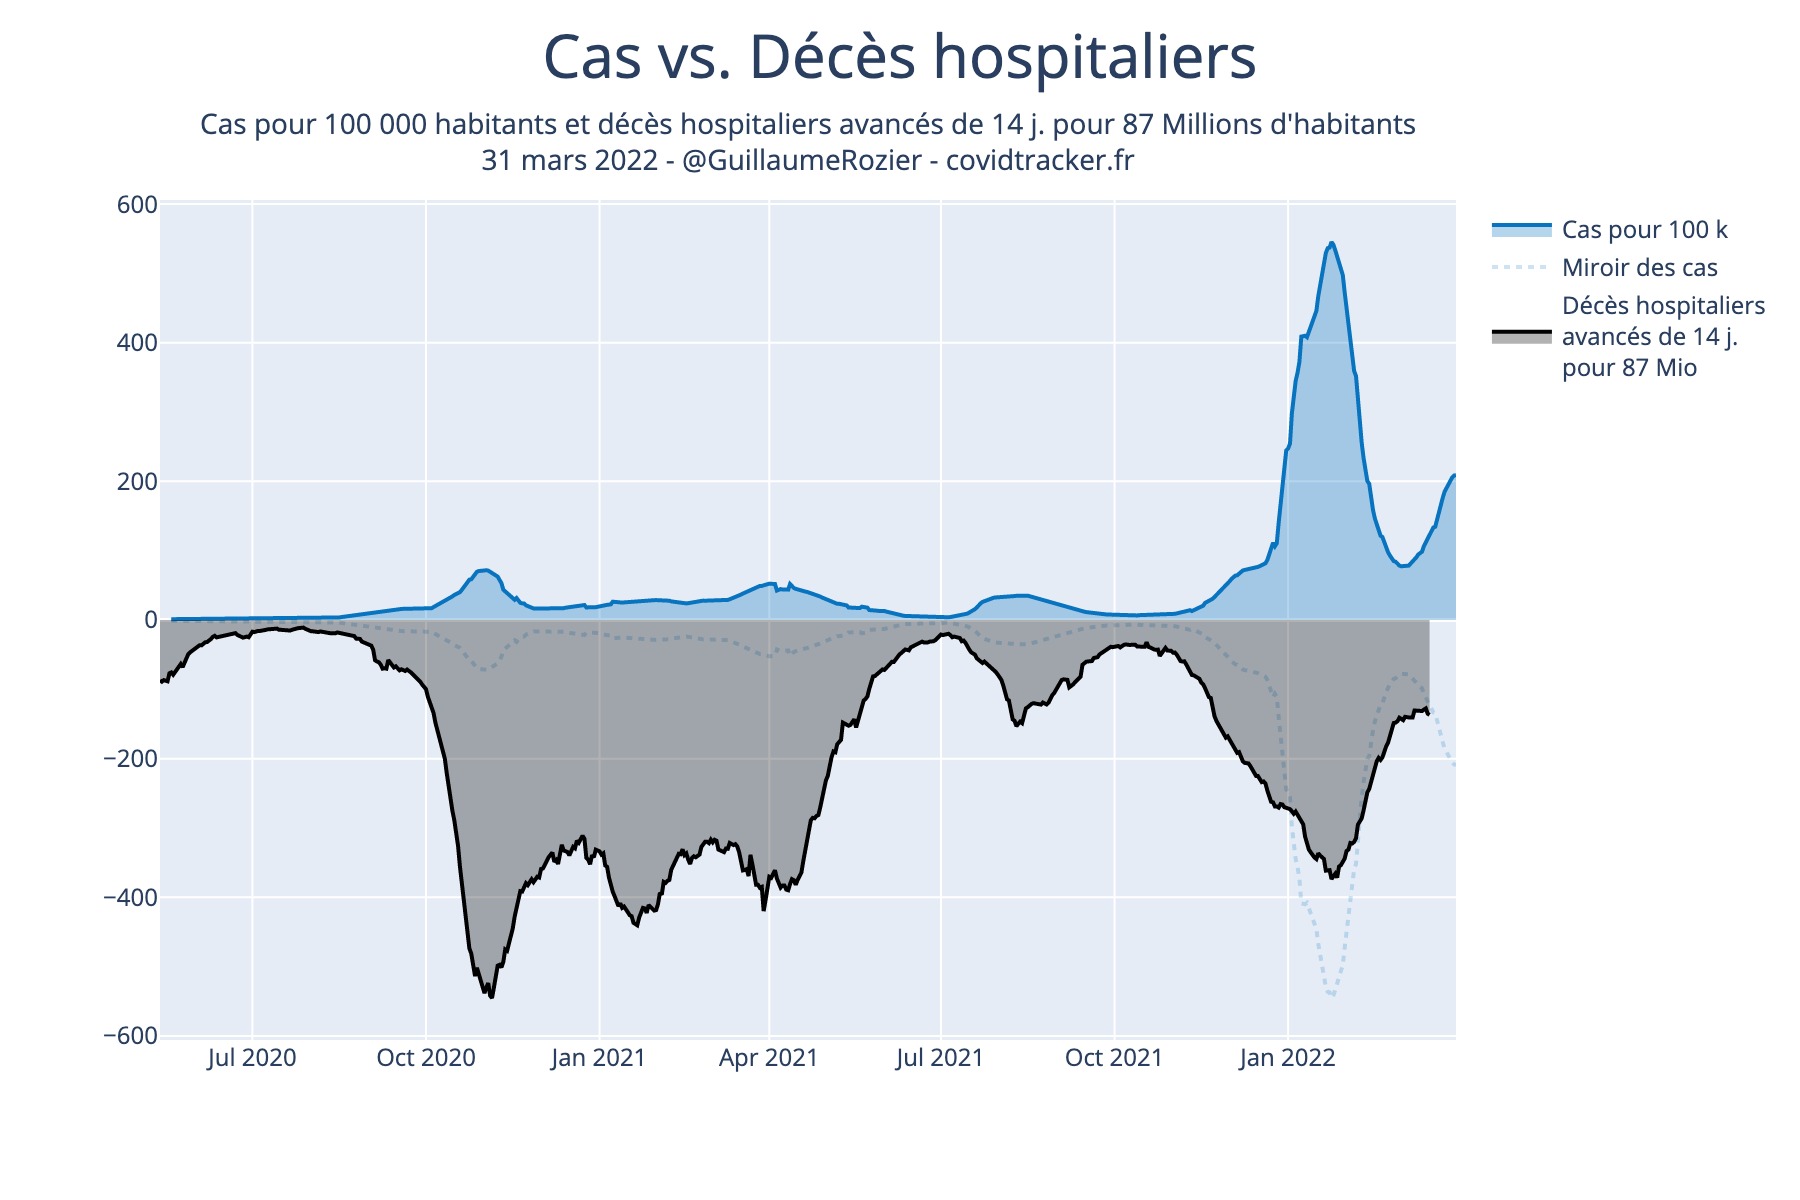 Cas vs. Décès hospitaliers
Cas pour 100 000 habitants et décès hospitaliers avancés de 14 j. pour 87 Millions d'habitants
31 mars 2022 - @GuillaumeRozier - covidtracker.fr
600
400
200
0
−200
−400
−600
Jul 2020
Oct 2020
Jan 2021
Apr 2021
Jul 2021
Oct 2021
Jan 2022
Cas pour 100 k
Miroir des cas
Décès hospitaliers
avancés de 14 j.
pour 87 Mio